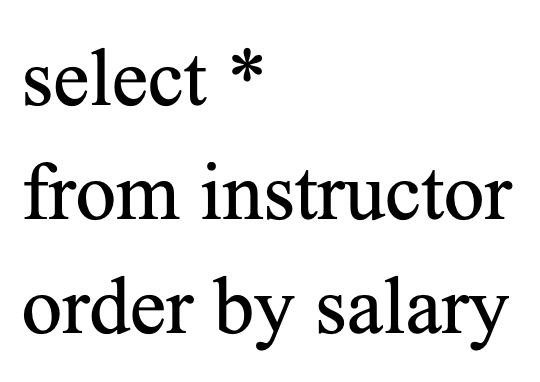 select *
from instructor
order by salary